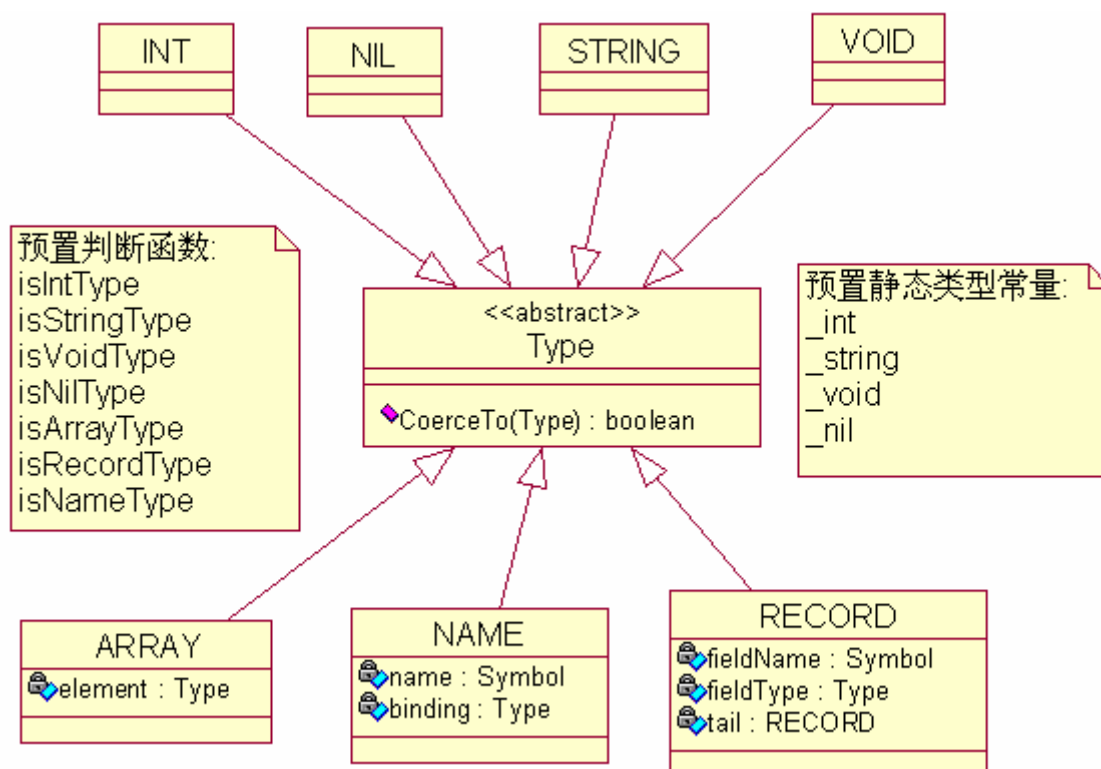 INT
NIL
STRING
VOID
预置判断函数:
isIntType
isStringType
isVoidType
isNilType
isArrayType
isRecordType
isNameType
<<abstract>>
Type
CoerceTo(Type) : boolean
预置静态类型常量:
_int
_string
_void
_nil
ARRAY
element : Type
NAME
name : Symbol
binding : Type
RECORD
fieldName : Symbol
fieldType : Type
tail : RECORD